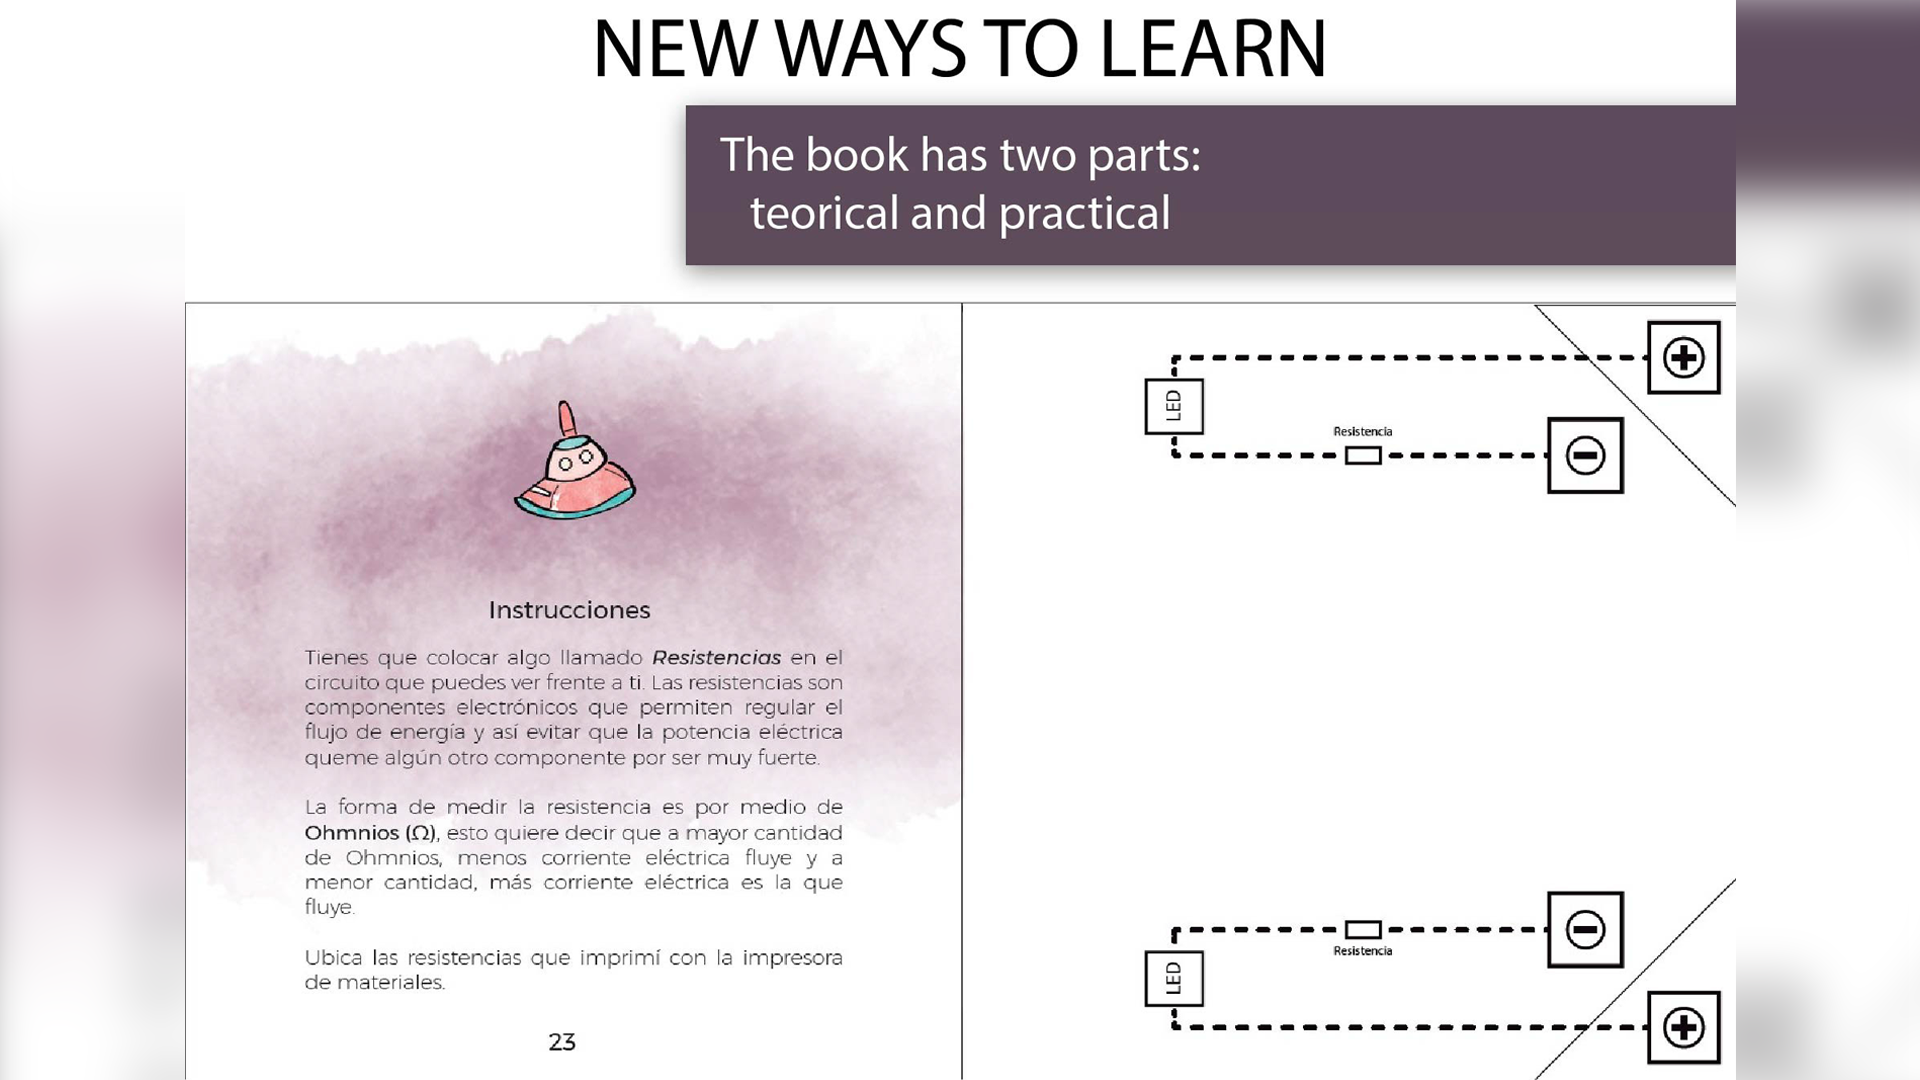 NEW WAYS TO LEARN
The book has two parts:
teorical and practical
Instrucciones
Tienes que colocar algo llamado Resistencias en el
circuito que puedes ver frente a ti. Las resistencias son
componentes electrónicos que permiten regular el
flujo de energía y así evitar que la potencia eléctrica
queme algún otro componente por ser muy fuerte.
La forma de medir la resistencia es por medio de
Ohmnios (Ω), esto quiere decir que a mayor cantidad
de Ohmnios, menos corriente eléctrica fluye y a
menor cantidad, más corriente eléctrica es la que
fluye.
Ubica las resistencias que imprimí con la impresora
de materiales.
23
LED
Resistencia
Resistencia
LED